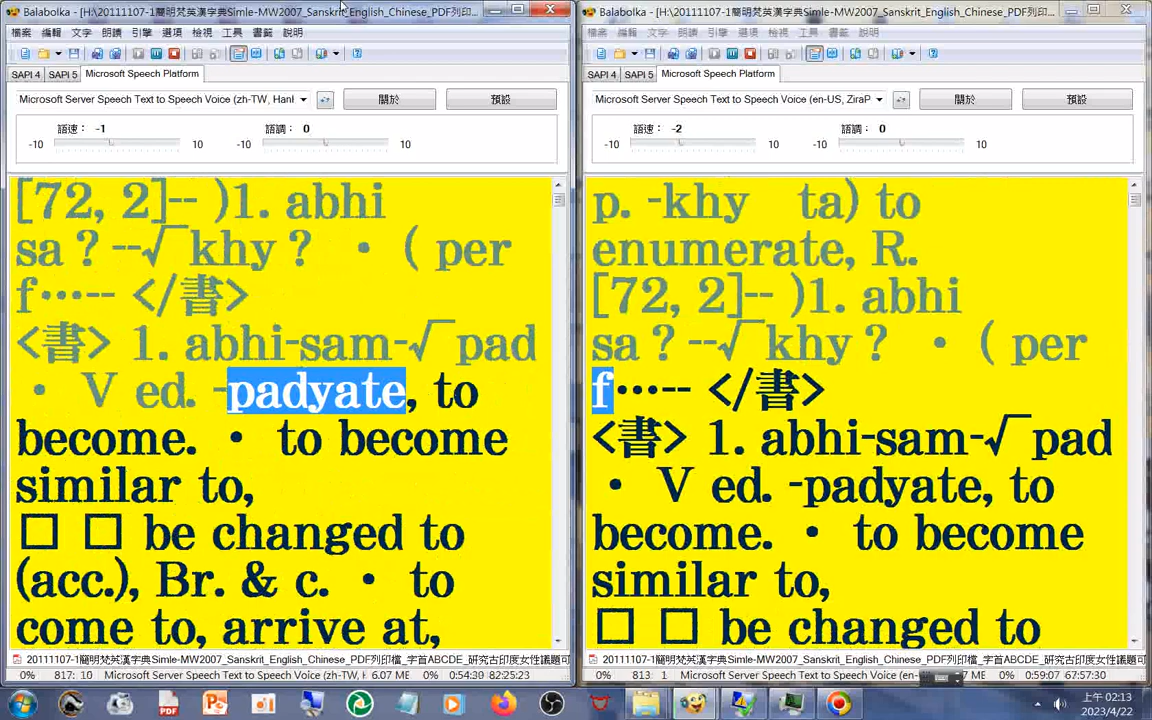 Balabolka - [H:\20111107-1簡明梵英漢字典Simle-MW2007_Sanskrit_English_Chinese_PDF列印...
檔案 編輯 文字 朗讀 引擎 選項 檢視 工具 書籤 說明
SAPI 4 SAPI 5 Microsoft Speech Platform
Microsoft Server Speech Text to Speech Voice (zh-TW, Hanl
關於 預設
語速： -1 語調： 0
-10 10 -10 10
[72, 2]-- )1. abhi
sa ? --√khy ? • ( per
f…-- </書>
<書> 1. abhi-sam-√pad
• V ed. -padyate, to
become. • to become
similar to,
□ □ be changed to
(acc.), Br. & c. • to
come to, arrive at,
20111107-1簡明梵英漢字典Simle-MW2007_Sanskrit_English_Chinese_PDF列印檔_字首ABCDE_研究古印度女性議題可
0% 817: 10 Microsoft Server Speech Text to Speech Voice (zh-TW, H 6.07 ME 0% 0:54:30 82:25:23
Balabolka - [H:\20111107-1簡明梵英漢字典Simle-MW2007_Sanskrit_English_Chinese_PDF列印...
檔案 編輯 文字 朗讀 引擎 選項 檢視 工具 書籤 說明
SAPI 4 SAPI 5 Microsoft Speech Platform
Microsoft Server Speech Text to Speech Voice (en-US, ZiraP
關於 預設
語速： -2 語調： 0
-10 10 -10 10
p. -khy ta) to
enumerate, R.
[72, 2]-- )1. abhi
sa ? --√khy ? • ( per
f…-- </書>
<書> 1. abhi-sam-√pad
• V ed. -padyate, to
become. • to become
similar to,
□ □ be changed to
20111107-1簡明梵英漢字典Simle-MW2007_Sanskrit_English_Chinese_PDF列印檔_字首ABCDE_研究古印度女性議題可
0% 813: 1 Microsoft Server Speech Text to Speech Voice (en-US, 0% 0:59:07 67:57:30
上午 02:13
2023/4/22